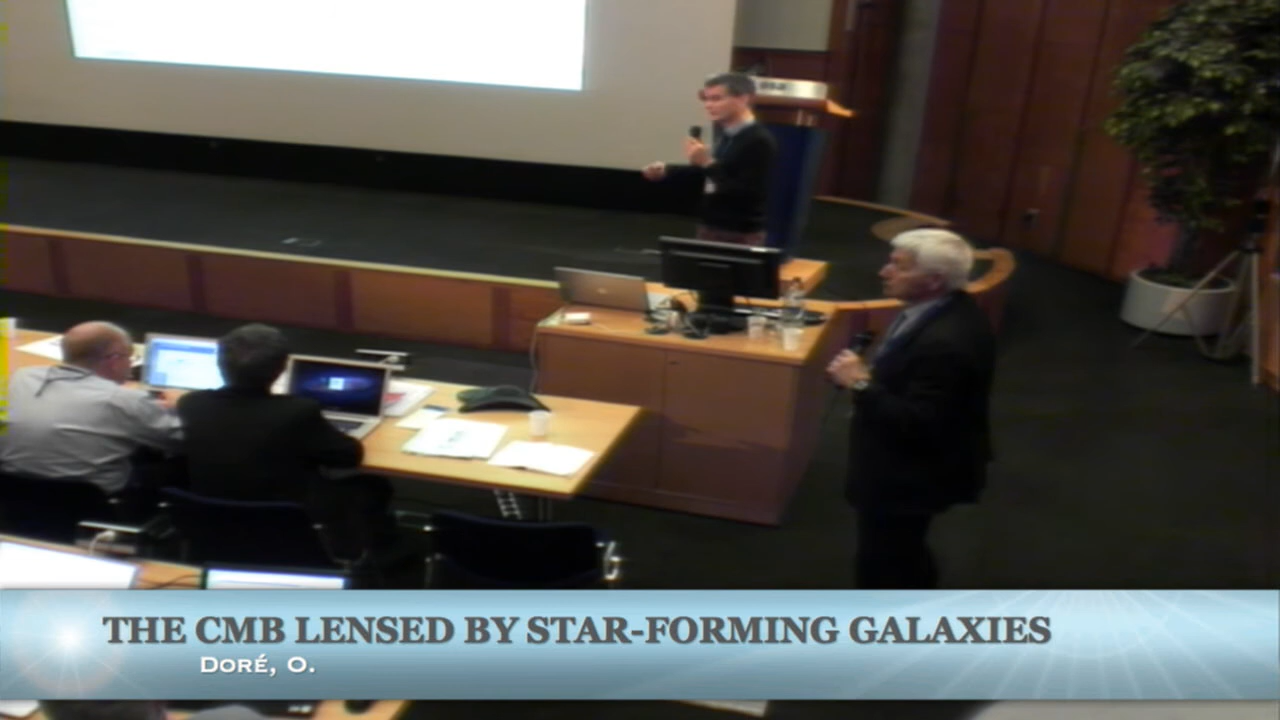 THE CMB LENSED BY STAR-FORMING GALAXIES
DORÉ, O.